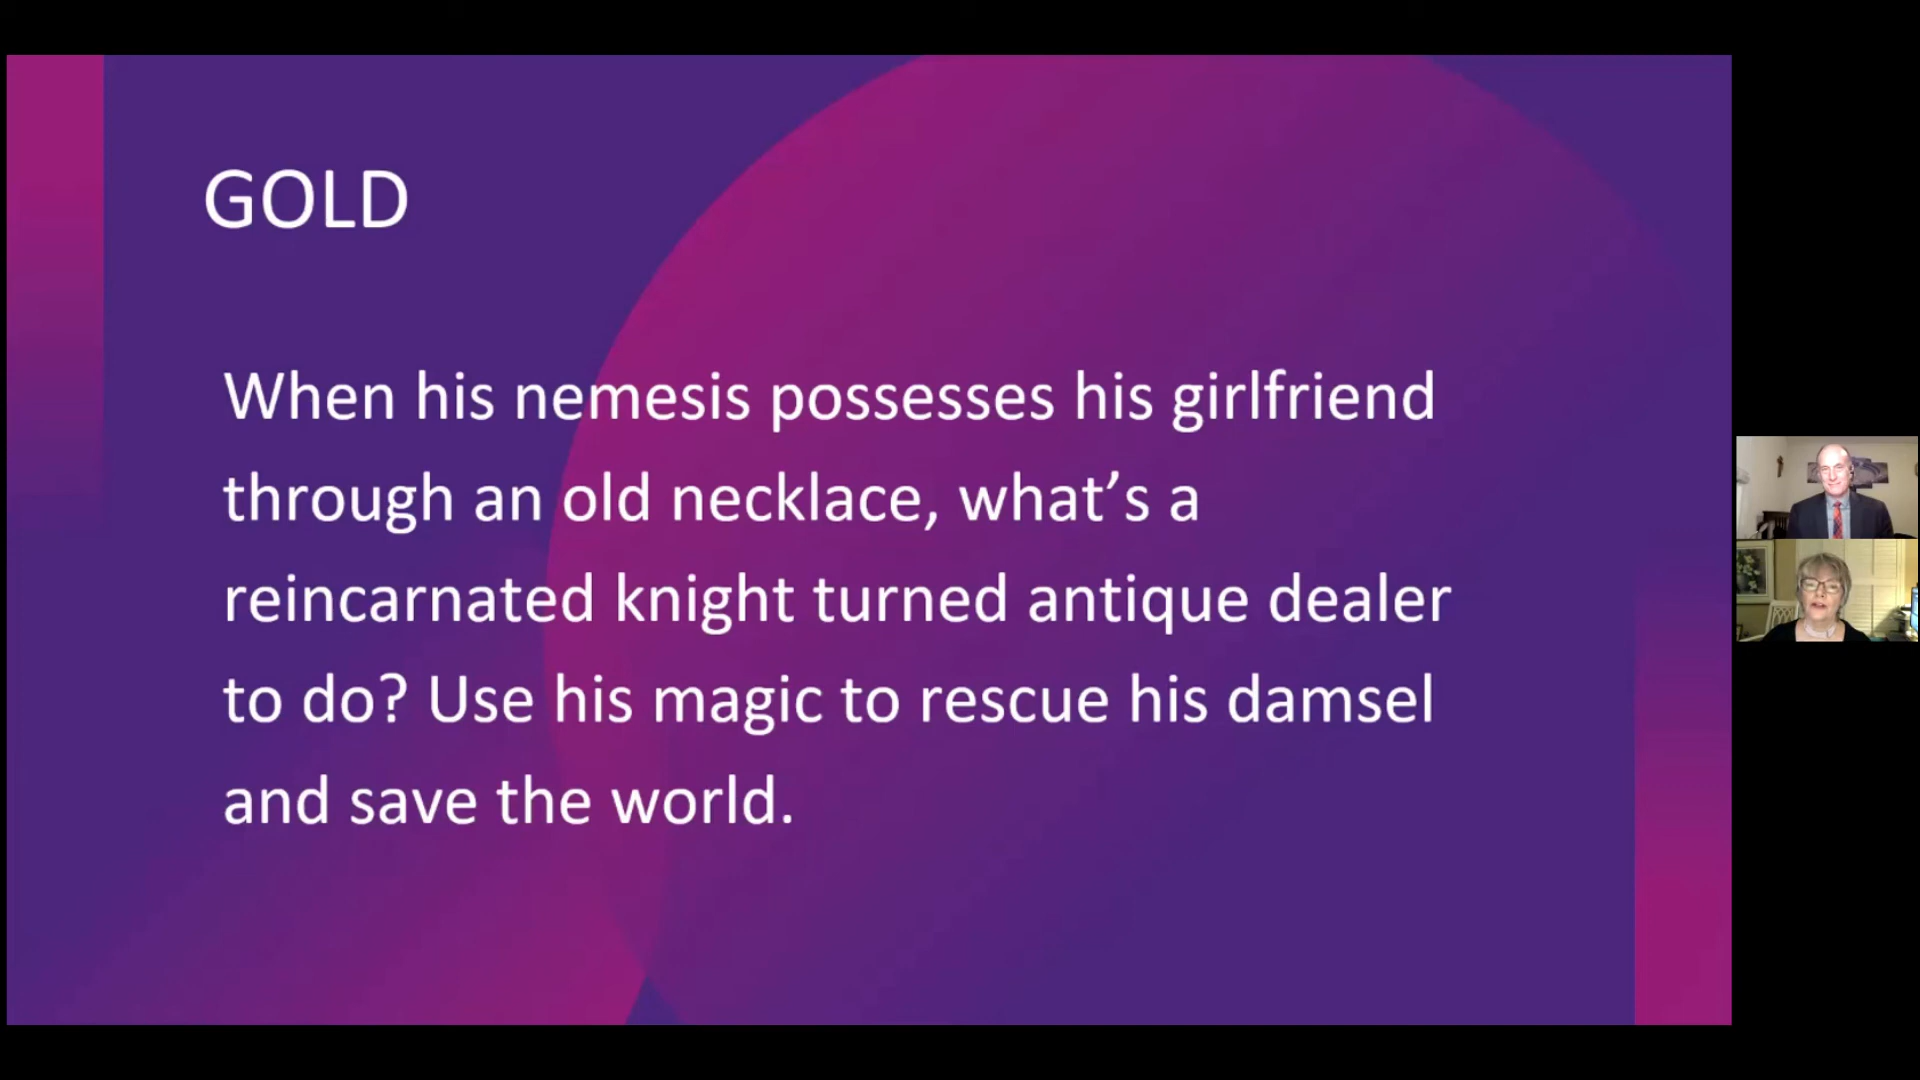 GOLD
When his nemesis possesses his girlfriend
through an old necklace, what’s a
reincarnated knight turned antique dealer
to do? Use his magic to rescue his damsel
and save the world.